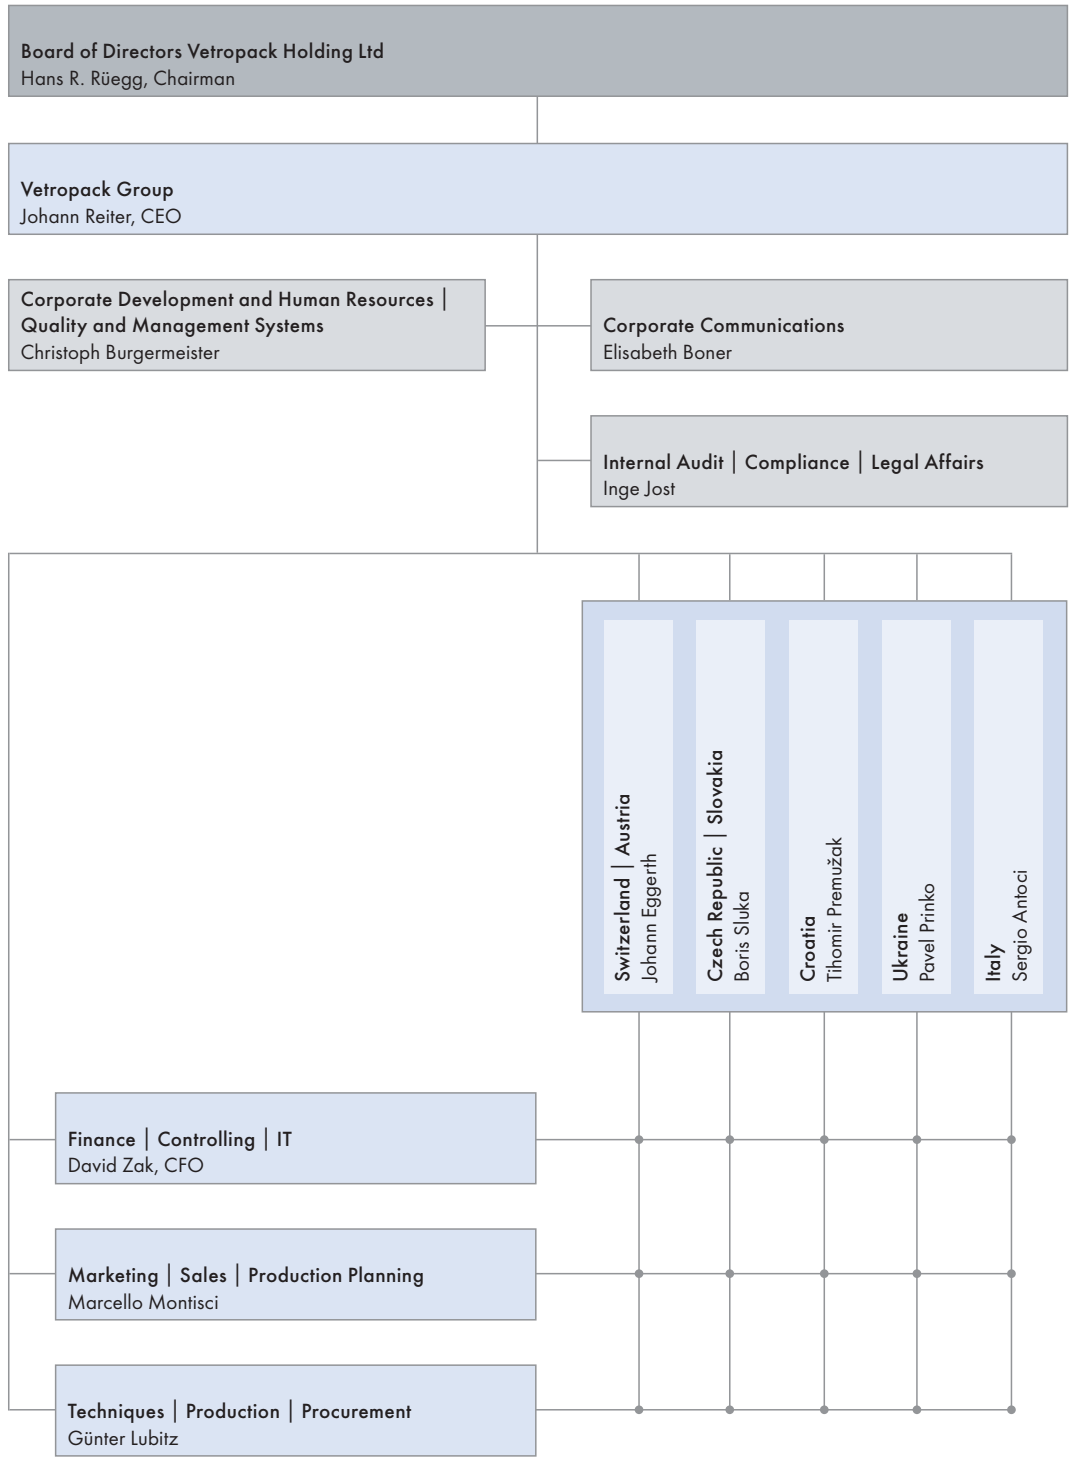 Board of Directors Vetropack Holding Ltd
Hans R. Rüegg, Chairman
Vetropack Group
Johann Reiter, CEO
Corporate Development and Human Resources |
Quality and Management Systems
Christoph Burgermeister
Corporate Communications
Elisabeth Boner
Internal Audit | Compliance | Legal Affairs
Inge Jost
Switzerland | Austria
Johann Eggerth
Czech Republic | Slovakia
Boris Sluka
Croatia
Tihomir Premužak
Ukraine
Pavel Prinko
Italy
Sergio Antoci
Finance | Controlling | IT
David Zak, CFO
Marketing | Sales | Production Planning
Marcello Montisci
Techniques | Production | Procurement
Günter Lubitz